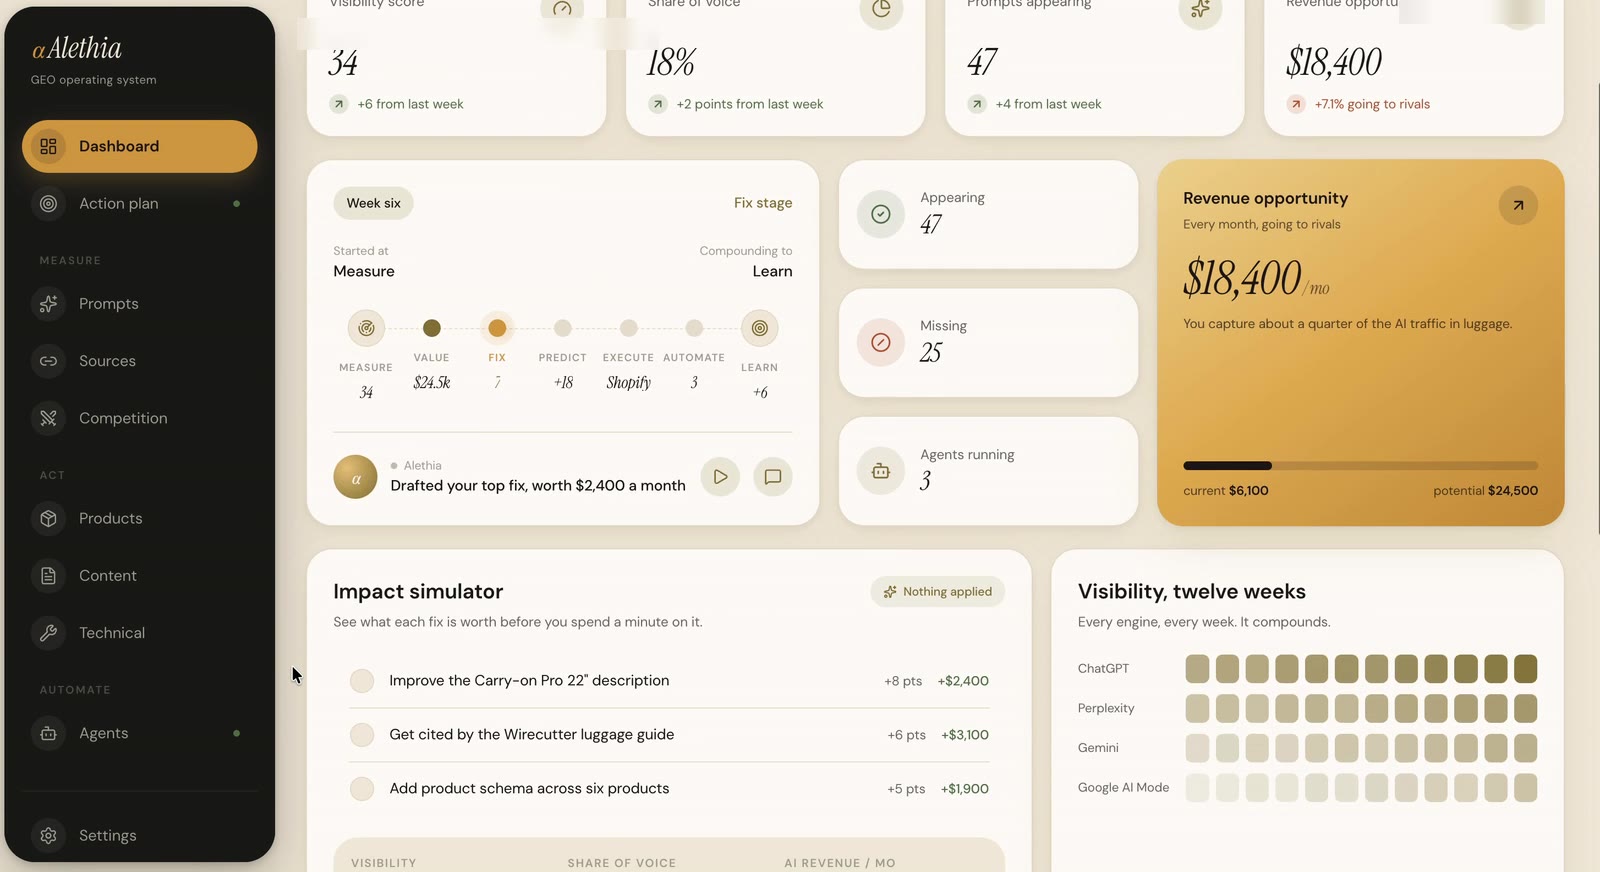 α Alethia
GEO operating system
Dashboard
Action plan
MEASURE
Prompts
Sources
Competition
ACT
Products
Content
Technical
AUTOMATE
Agents
Settings
Visibility score
34
+6 from last week
Share of voice
18%
+2 points from last week
Prompts appearing
47
+4 from last week
Revenue opportu
$18,400
+7.1% going to rivals
Week six
Fix stage
Started at
Compounding to
Measure
Learn
MEASURE
34
VALUE
$24.5k
FIX
7
PREDICT
+18
EXECUTE
Shopify
AUTOMATE
3
LEARN
+6
α
Alethia
Drafted your top fix, worth $2,400 a month
Appearing
47
Missing
25
Agents running
3
Revenue opportunity
Every month, going to rivals
$18,400/mo
You capture about a quarter of the AI traffic in luggage.
current $6,100
potential $24,500
Impact simulator
Nothing applied
See what each fix is worth before you spend a minute on it.
Improve the Carry-on Pro 22" description +8 pts +$2,400
Get cited by the Wirecutter luggage guide +6 pts +$3,100
Add product schema across six products +5 pts +$1,900
VISIBILITY
SHARE OF VOICE
AI REVENUE / MO
Visibility, twelve weeks
Every engine, every week. It compounds.
ChatGPT
Perplexity
Gemini
Google AI Mode